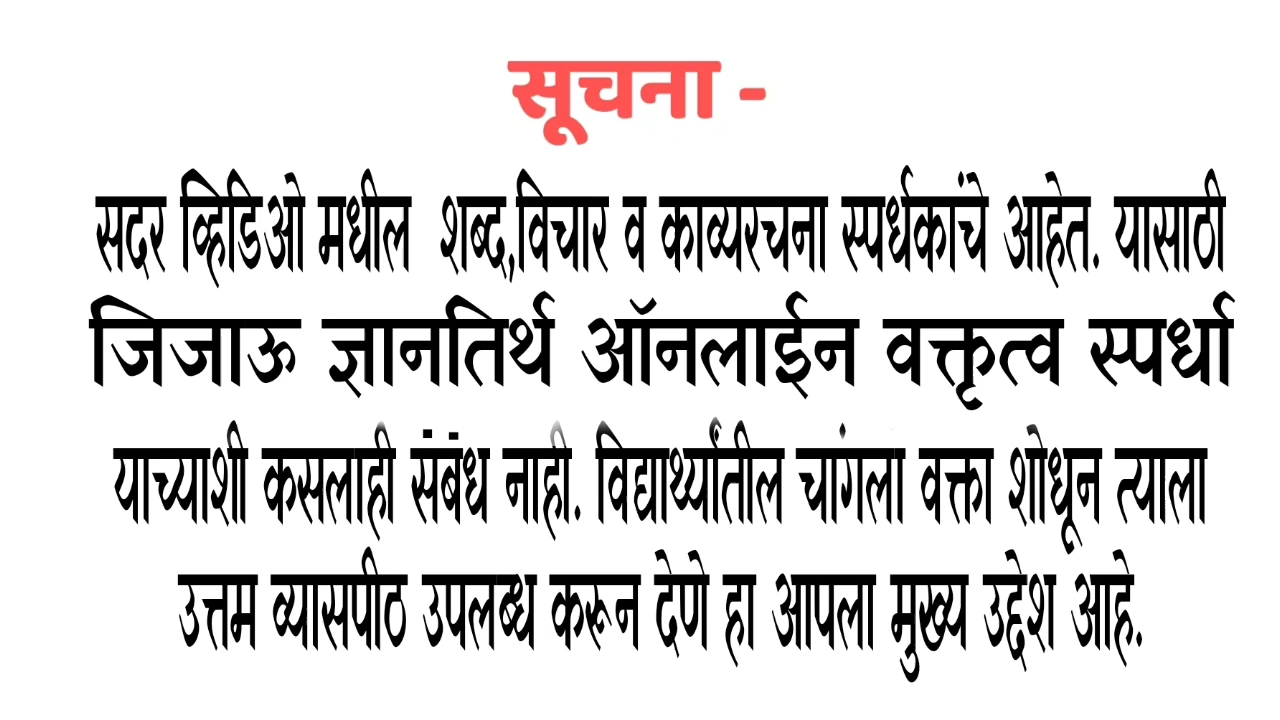 सूचना -
सदर व्हिडिओ मधील शब्द,विचार व काव्यरचना स्पर्धकांचे आहेत. यासाठी
जिजाऊ ज्ञानतिर्थ ऑनलाईन वक्तृत्व स्पर्धा
याच्याशी कसलाही संबंध नाही. विद्यार्थ्यांतील चांगला वक्ता शोधून त्याला
उत्तम व्यासपीठ उपलब्ध करून देणे हा आपला मुख्य उद्देश आहे.